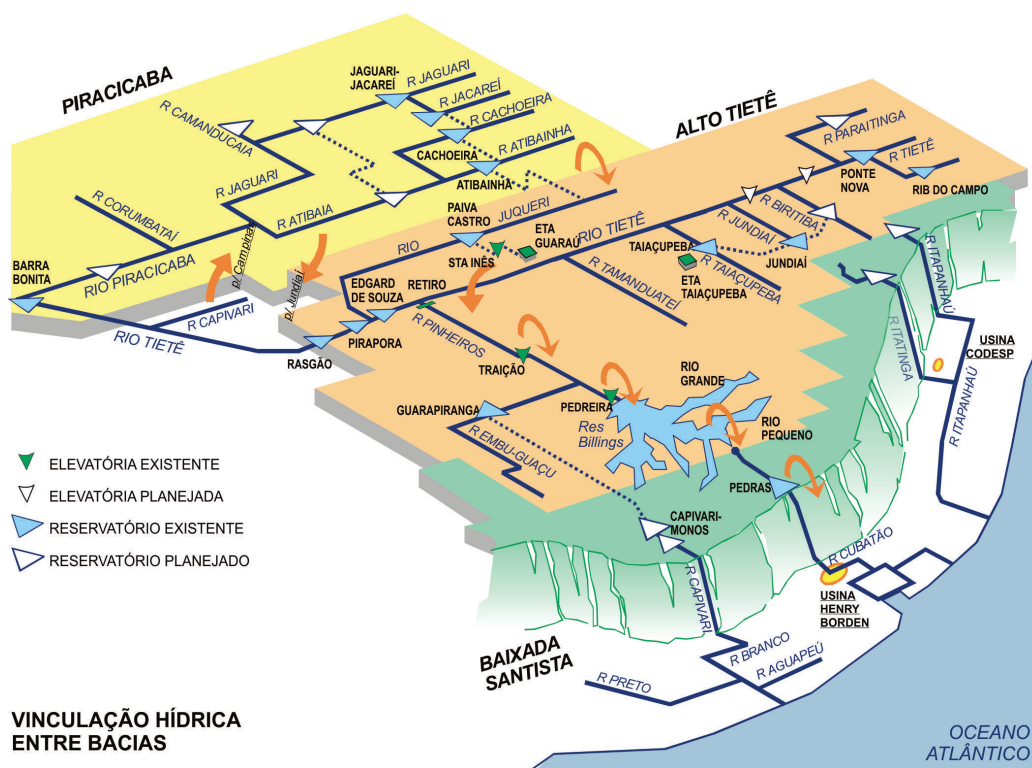 PIRACICABA
JAGUARI-
JACAREÍ
R JAGUARI
R JACAREÍ
R CACHOEIRA
R CAMANDUCAIA
CACHOEIRA
R ATIBAINHA
ATIBAINHA
ALTO TIETÊ
R PARAITINGA
R TIETÊ
PONTE
NOVA
RIB DO CAMPO
R JAGUARI
R CORUMBATAÍ
R ATIBAIA
PAIVA
CASTRO
RIO JUQUERI
ETA
GUARAÚ
STA INÊS
RIO TIETÊ
R BIRITIBA
R JUNDIAÍ
TAIAÇUPEBA
JUNDIAÍ
R TAIAÇUPEBA
ETA
TAIAÇUPEBA
R ITAPANHAÚ
BARRA
BONITA
RIO PIRACICABA
p/ Campinas
p/ Jundiaí
EDGARD
DE SOUZA
RETIRO
R TAMANDUATEÍ
R CAPIVARI
RIO TIETÊ
PIRAPORA
RASGÃO
R PINHEIROS
TRAIÇÃO
R ITATINGA
USINA
CODESP
RIO
GRANDE
GUARAPIRANGA
PEDREIRA
Res
Billings
RIO
PEQUENO
R ITAPANHAÚ
R EMBU-GUAÇU
ELEVATÓRIA EXISTENTE
ELEVATÓRIA PLANEJADA
RESERVATÓRIO EXISTENTE
RESERVATÓRIO PLANEJADO
PEDRAS
CAPIVARI-
MONOS
R CUBATÃO
R CAPIVARI
USINA
HENRY
BORDEN
BAIXADA
SANTISTA
R BRANCO
R AGUAPEÚ
R PRETO
VINCULAÇÃO HÍDRICA
ENTRE BACIAS
OCEANO
ATLÂNTICO